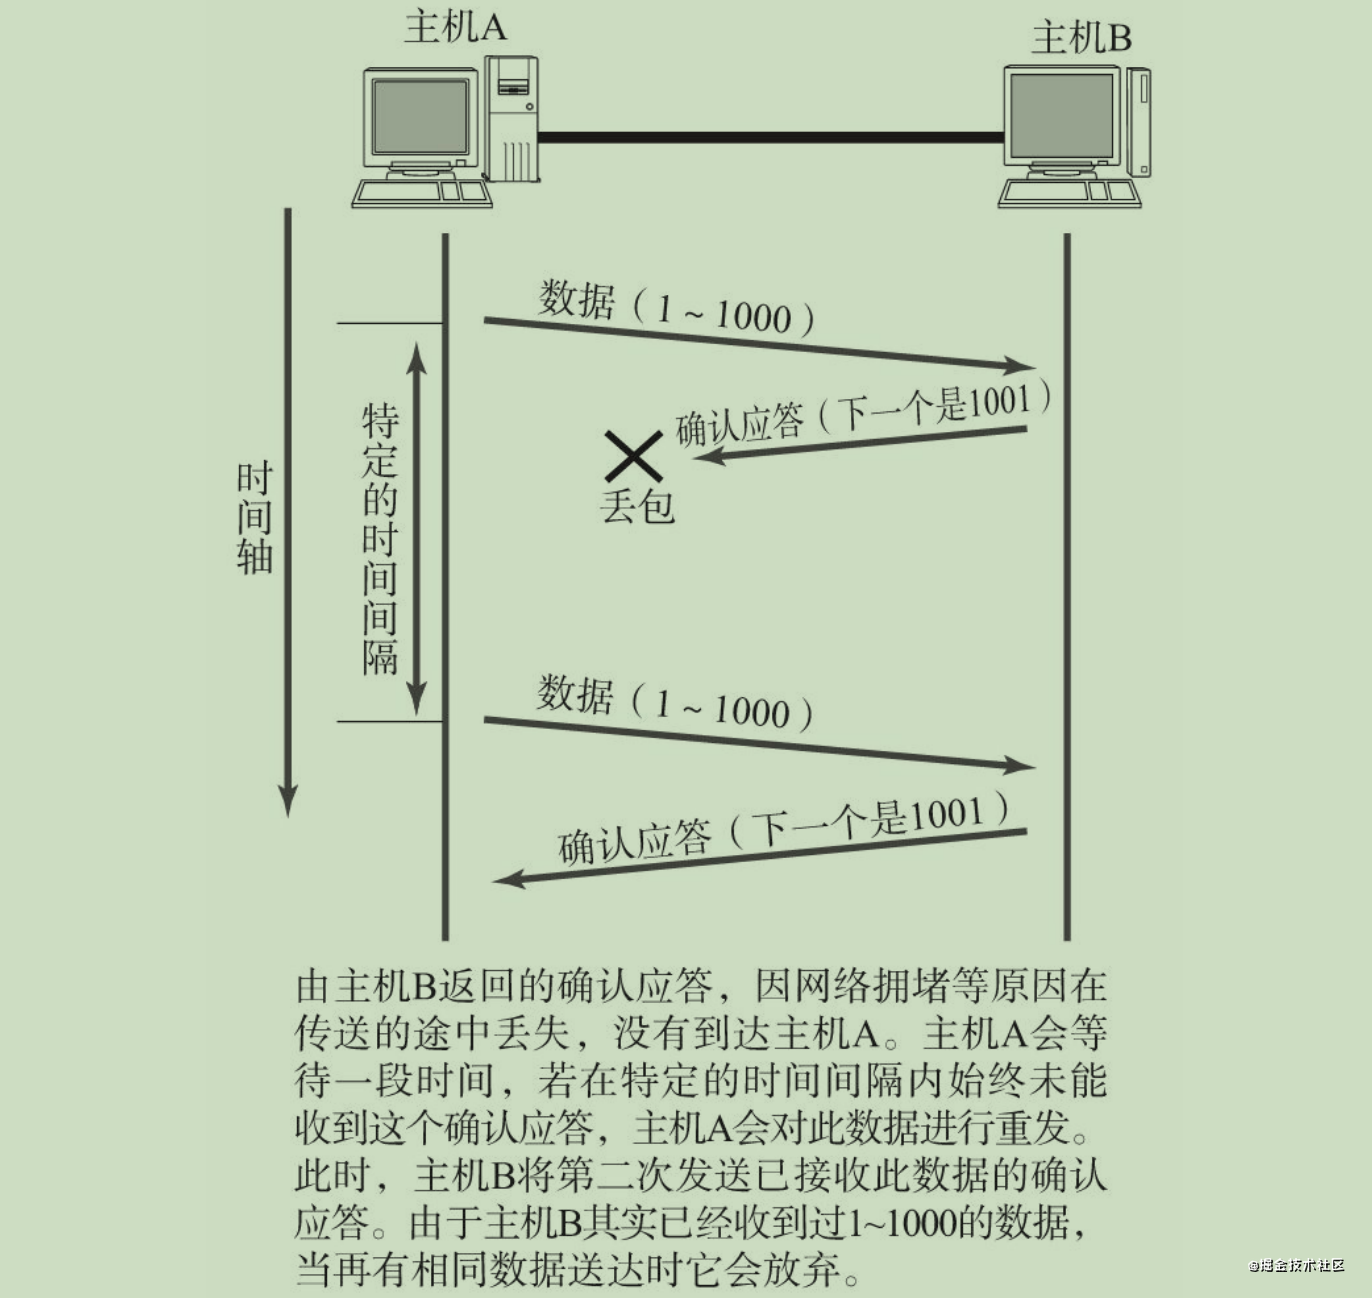 主机A
主机B
数据（1 ~ 1000）
确认应答（下一个是1001）
丢包
特定的时间间隔
时间轴
数据（1 ~ 1000）
确认应答（下一个是1001）
由主机B返回的确认应答，因网络拥堵等原因在
传送的途中丢失，没有到达主机A。主机A会等
待一段时间，若在特定的时间间隔内始终未能
收到这个确认应答，主机A会对此数据进行重发。
此时，主机B将第二次发送已接收此数据的确认
应答。由于主机B其实已经收到过1~1000的数据，
当再有相同数据送达时它会放弃。
@掘金技术社区